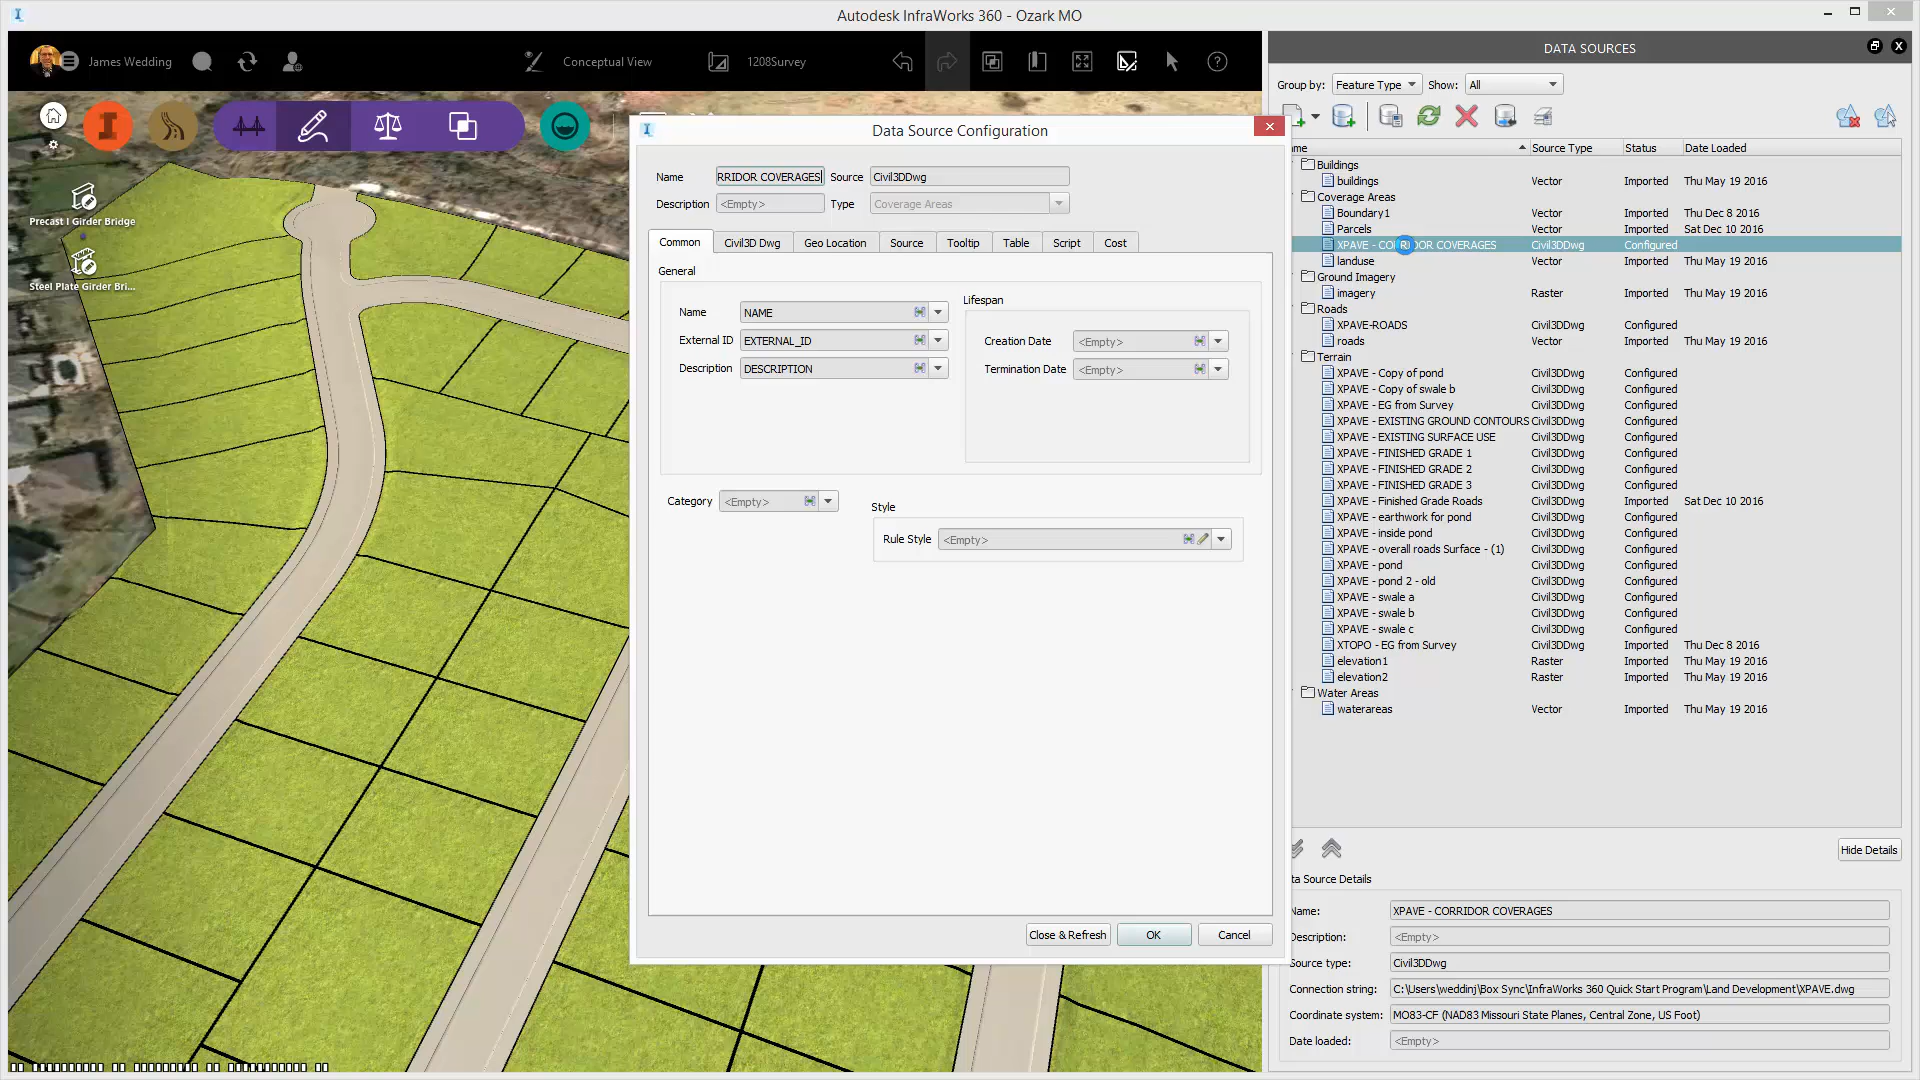 Autodesk InfraWorks 360 - Ozark MO
James Wedding
Conceptual View
1208Survey
Precast I Girder Bridge
Steel Plate Girder Bri...
Data Source Configuration
Name RRIDOR COVERAGES Source Civil3DDwg
Description <Empty> Type Coverage Areas
Common Civil3D Dwg Geo Location Source Tooltip Table Script Cost
General
Name NAME
External ID EXTERNAL_ID
Description DESCRIPTION
Lifespan
Creation Date <Empty>
Termination Date <Empty>
Category <Empty>
Style
Rule Style <Empty>
Close & Refresh OK Cancel
DATA SOURCES
Group by: Feature Type Show: All
me Source Type Status Date Loaded
Buildings
buildings Vector Imported Thu May 19 2016
Coverage Areas
Boundary1 Vector Imported Thu Dec 8 2016
Parcels Vector Imported Sat Dec 10 2016
XPAVE - CORRIDOR COVERAGES Civil3DDwg Configured
landuse Vector Imported Thu May 19 2016
Ground Imagery
imagery Raster Imported Thu May 19 2016
Roads
XPAVE-ROADS Civil3DDwg Configured
roads Vector Imported Thu May 19 2016
Terrain
XPAVE - Copy of pond Civil3DDwg Configured
XPAVE - Copy of swale b Civil3DDwg Configured
XPAVE - EG from Survey Civil3DDwg Configured
XPAVE - EXISTING GROUND CONTOURS Civil3DDwg Configured
XPAVE - EXISTING SURFACE USE Civil3DDwg Configured
XPAVE - FINISHED GRADE 1 Civil3DDwg Configured
XPAVE - FINISHED GRADE 2 Civil3DDwg Configured
XPAVE - FINISHED GRADE 3 Civil3DDwg Configured
XPAVE - Finished Grade Roads Civil3DDwg Imported Sat Dec 10 2016
XPAVE - earthwork for pond Civil3DDwg Configured
XPAVE - inside pond Civil3DDwg Configured
XPAVE - overall roads Surface - (1) Civil3DDwg Configured
XPAVE - pond Civil3DDwg Configured
XPAVE - pond 2 - old Civil3DDwg Configured
XPAVE - swale a Civil3DDwg Configured
XPAVE - swale b Civil3DDwg Configured
XPAVE - swale c Civil3DDwg Configured
XTOPO - EG from Survey Civil3DDwg Imported Thu Dec 8 2016
elevation1 Raster Imported Thu May 19 2016
elevation2 Raster Imported Thu May 19 2016
Water Areas
waterareas Vector Imported Thu May 19 2016
Hide Details
ta Source Details
Name: XPAVE - CORRIDOR COVERAGES
Description: <Empty>
Source type: Civil3DDwg
Connection string: C:\Users\weddinj\Box Sync\InfraWorks 360 Quick Start Program\Land Development\XPAVE.dwg
Coordinate system: MO83-CF (NAD83 Missouri State Planes, Central Zone, US Foot)
Date loaded: <Empty>